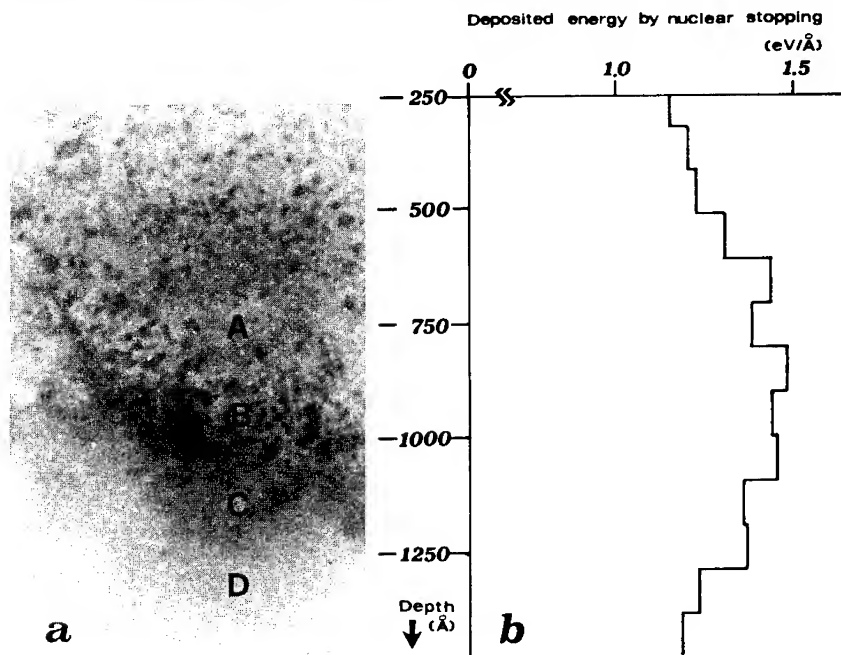 Deposited energy by nuclear stopping
(eV/Å)
0 1.0 1.5
250
500
A
750
B
1000
C
1250
D
Depth
(Å)
a
b